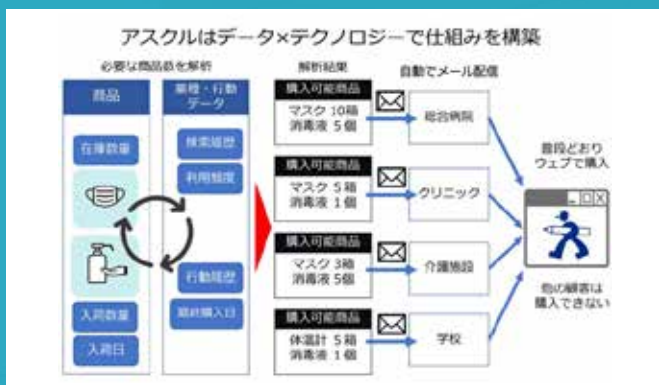 アスクルはデータ×テクノロジーで仕組みを構築
必要な商品数を解析
商品
業種・行動
データ
在庫数量
入荷数量
入荷日
検索履歴
利用頻度
行動履歴
最終購入日
解析結果
購入可能商品
マスク 10箱
消毒液 5個
購入可能商品
マスク 5箱
消毒液 1個
購入可能商品
マスク 3箱
消毒液 5個
購入可能商品
体温計 5箱
消毒液 1個
自動でメール配信
総合病院
クリニック
介護施設
学校
普段どおり
ウェブで購入
他の顧客は
購入できない